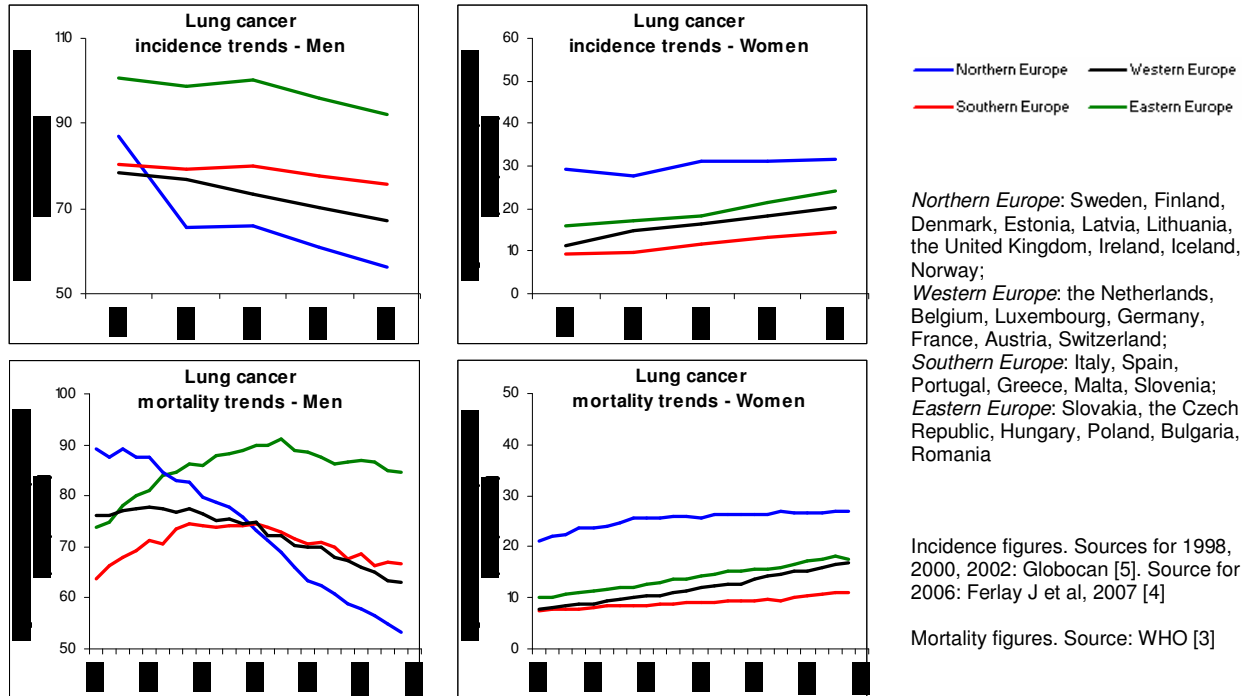 Lung cancer
incidence trends - Men
110
90
70
50
Lung cancer
incidence trends - Women
60
50
40
30
20
10
0
Northern Europe
Western Europe
Southern Europe
Eastern Europe
Northern Europe: Sweden, Finland,
Denmark, Estonia, Latvia, Lithuania,
the United Kingdom, Ireland, Iceland,
Norway;
Western Europe: the Netherlands,
Belgium, Luxembourg, Germany,
France, Austria, Switzerland;
Southern Europe: Italy, Spain,
Portugal, Greece, Malta, Slovenia;
Eastern Europe: Slovakia, the Czech
Republic, Hungary, Poland, Bulgaria,
Romania
Lung cancer
mortality trends - Men
100
90
80
70
60
50
Lung cancer
mortality trends - Women
50
40
30
20
10
0
Incidence figures. Sources for 1998,
2000, 2002: Globocan [5]. Source for
2006: Ferlay J et al, 2007 [4]
Mortality figures. Source: WHO [3]